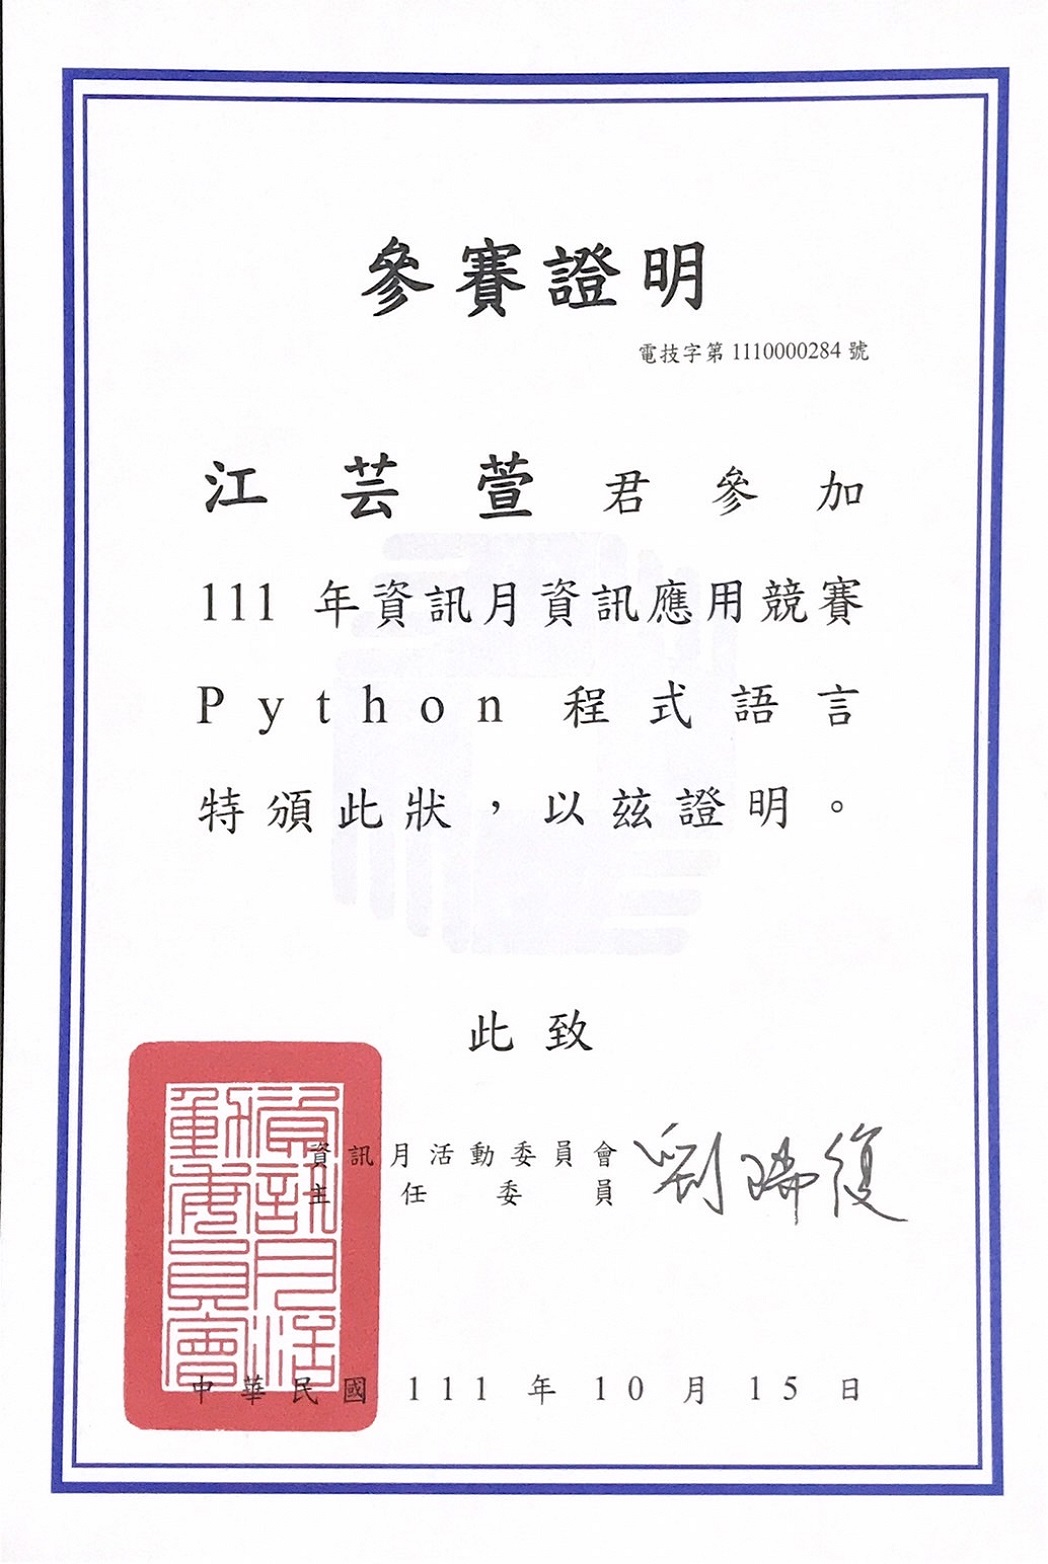 參賽證明
電技字第 1110000284 號
江芸萱君參加
111 年資訊月資訊應用競賽
Python 程式語言
特頒此狀，以茲證明。
此致
資訊月活動委員會
主任委員 劉瑞復
資訊月活動委員會
中華民國 111 年 10 月 15 日